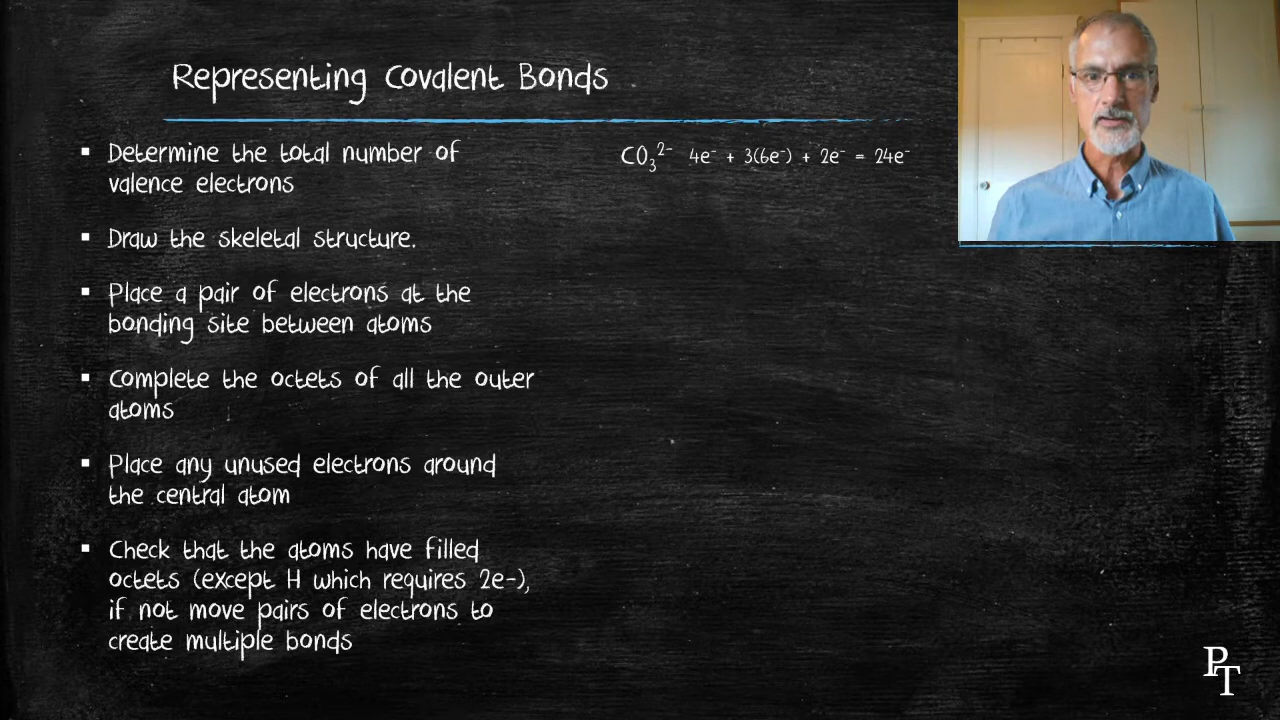 Representing Covalent Bonds
▪ Determine the total number of
valence electrons
▪ Draw the skeletal structure.
▪ Place a pair of electrons at the
bonding site between atoms
▪ Complete the octets of all the outer
atoms
▪ Place any unused electrons around
the central atom
▪ Check that the atoms have filled
octets (except H which requires 2e-),
if not move pairs of electrons to
create multiple bonds
CO₃²⁻ 4e⁻ + 3(6e⁻) + 2e⁻ = 24e⁻
PT